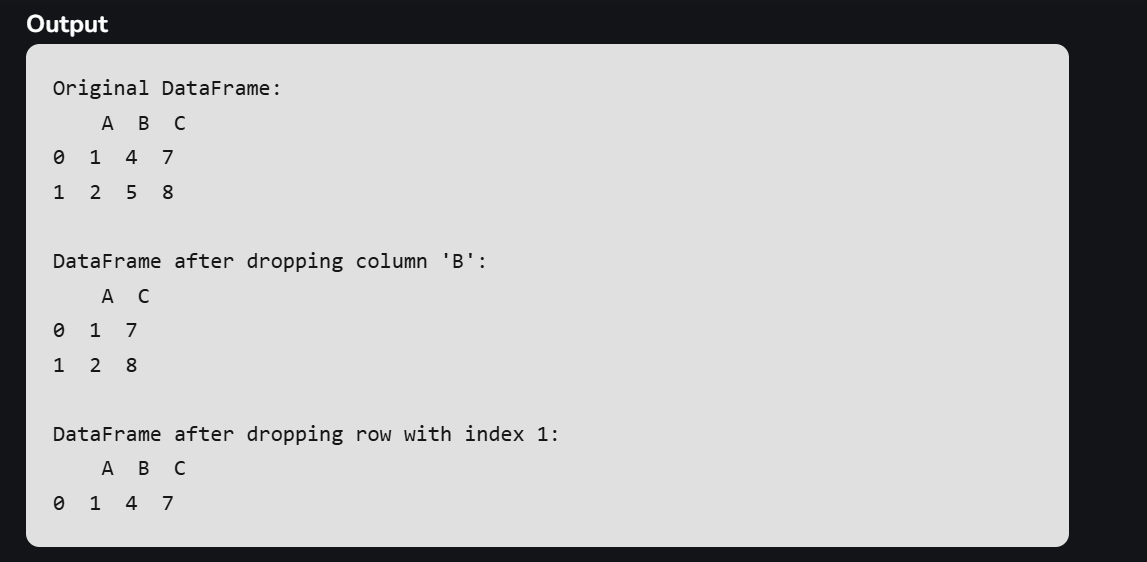 Output
Original DataFrame:
    A  B  C
0  1  4  7
1  2  5  8
DataFrame after dropping column 'B':
    A  C
0  1  7
1  2  8
DataFrame after dropping row with index 1:
    A  B  C
0  1  4  7